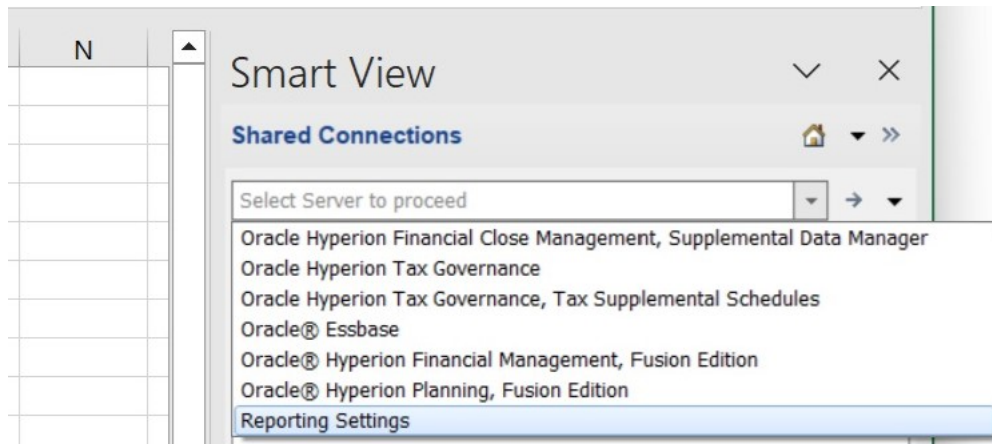 N
Smart View
Shared Connections
Select Server to proceed
Oracle Hyperion Financial Close Management, Supplemental Data Manager
Oracle Hyperion Tax Governance
Oracle Hyperion Tax Governance, Tax Supplemental Schedules
Oracle® Essbase
Oracle® Hyperion Financial Management, Fusion Edition
Oracle® Hyperion Planning, Fusion Edition
Reporting Settings